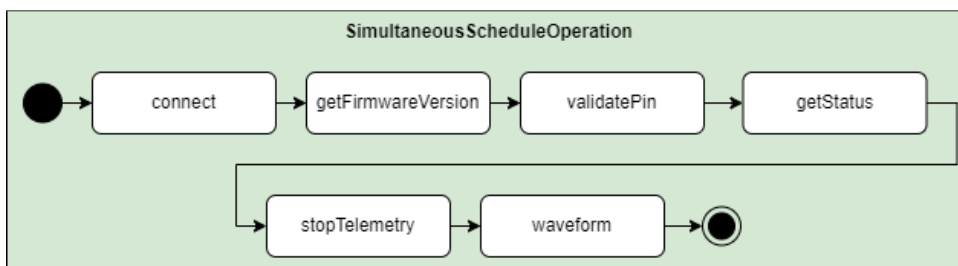 SimultaneousScheduleOperation
connect
getFirmwareVersion
validatePin
getStatus
stopTelemetry
waveform